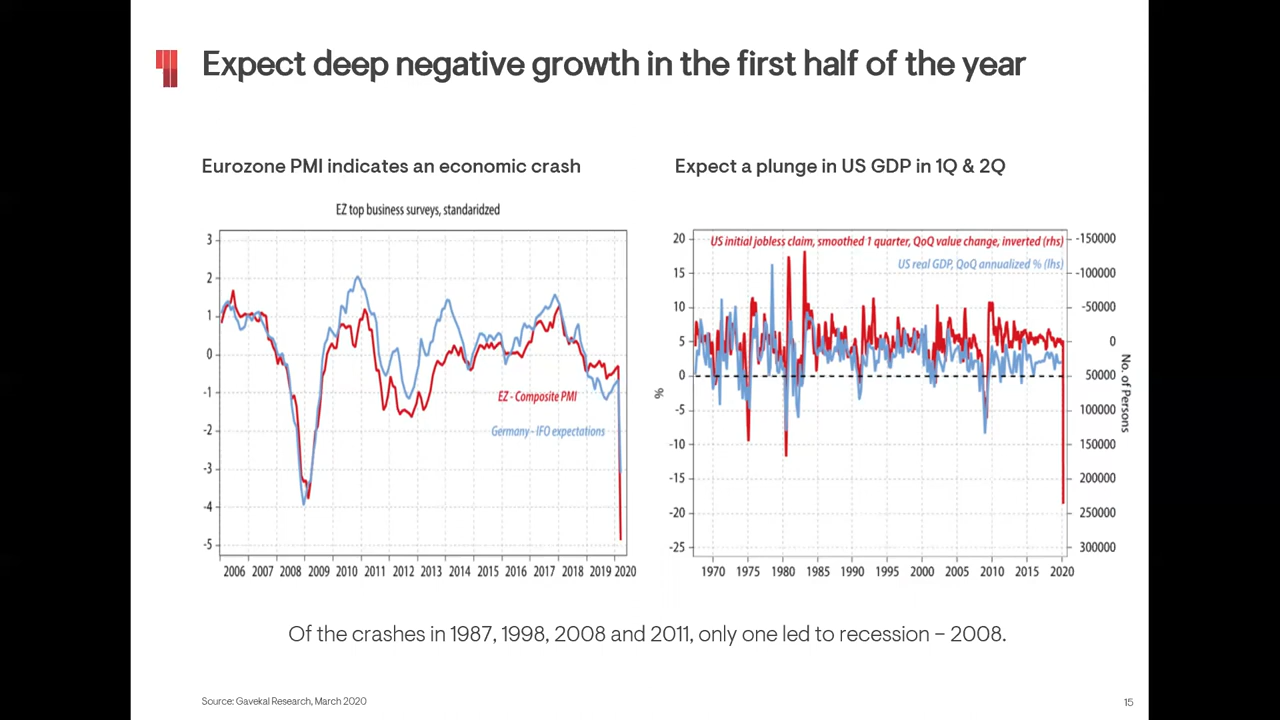 Expect deep negative growth in the first half of the year
Eurozone PMI indicates an economic crash
EZ top business surveys, standaridzed
3
2
1
0
-1
-2
-3
-4
-5
EZ - Composite PMI
Germany - IFO expectations
2006 2007 2008 2009 2010 2011 2012 2013 2014 2015 2016 2017 2018 2019 2020
Expect a plunge in US GDP in 1Q & 2Q
US initial jobless claim, smoothed 1 quarter, QoQ value change, inverted (rhs)
US real GDP, QoQ annualized % (lhs)
20
15
10
5
0
-5
-10
-15
-20
-25
%
-150000
-100000
-50000
0
50000
100000
150000
200000
250000
300000
No. of Persons
1970 1975 1980 1985 1990 1995 2000 2005 2010 2015 2020
Of the crashes in 1987, 1998, 2008 and 2011, only one led to recession – 2008.
Source: Gavekal Research, March 2020
15